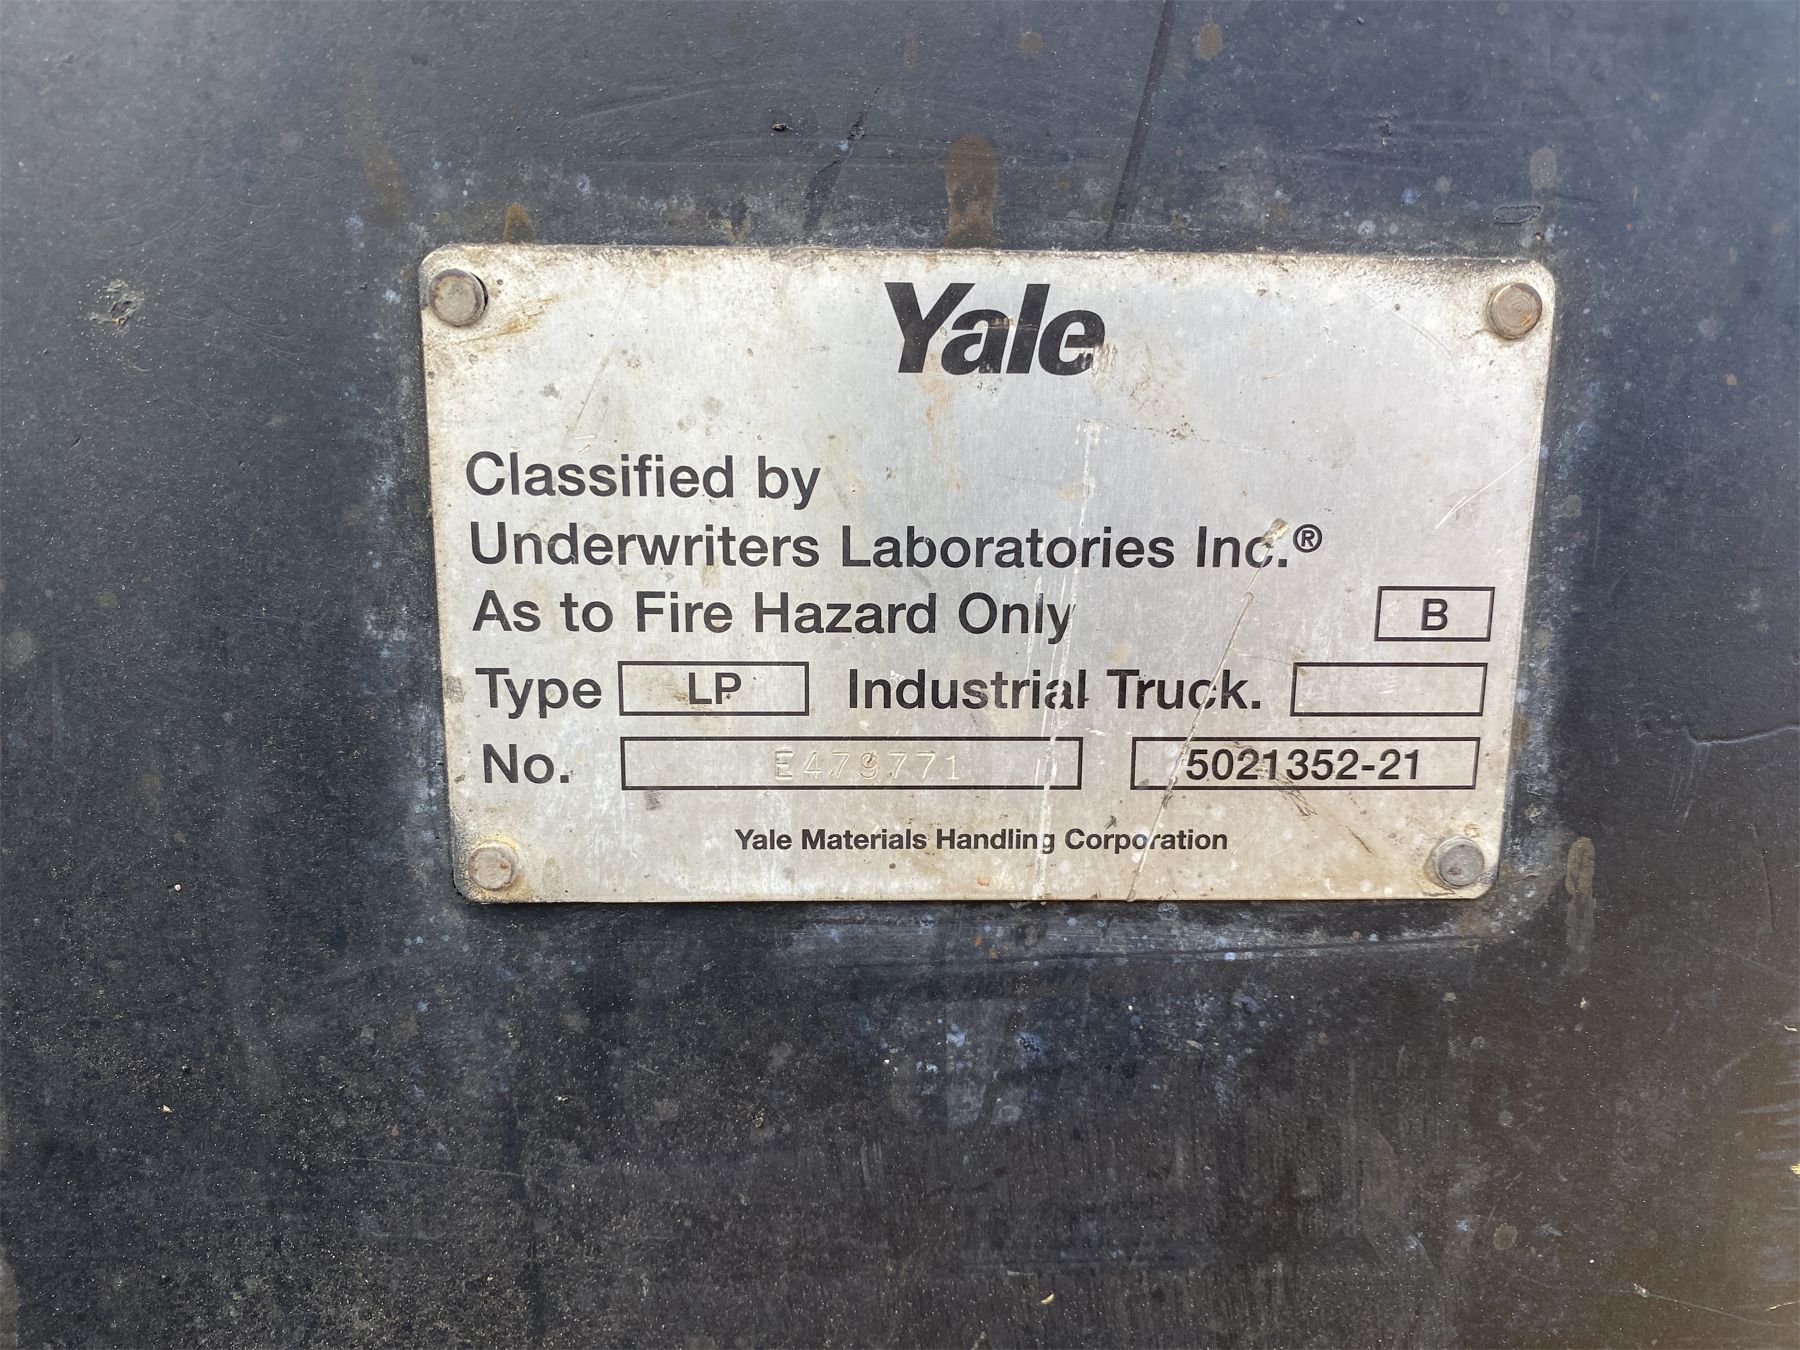 Yale
Classified by
Underwriters Laboratories Inc.®
As to Fire Hazard Only B
Type LP Industrial Truck.
No. E479771 5021352-21
Yale Materials Handling Corporation